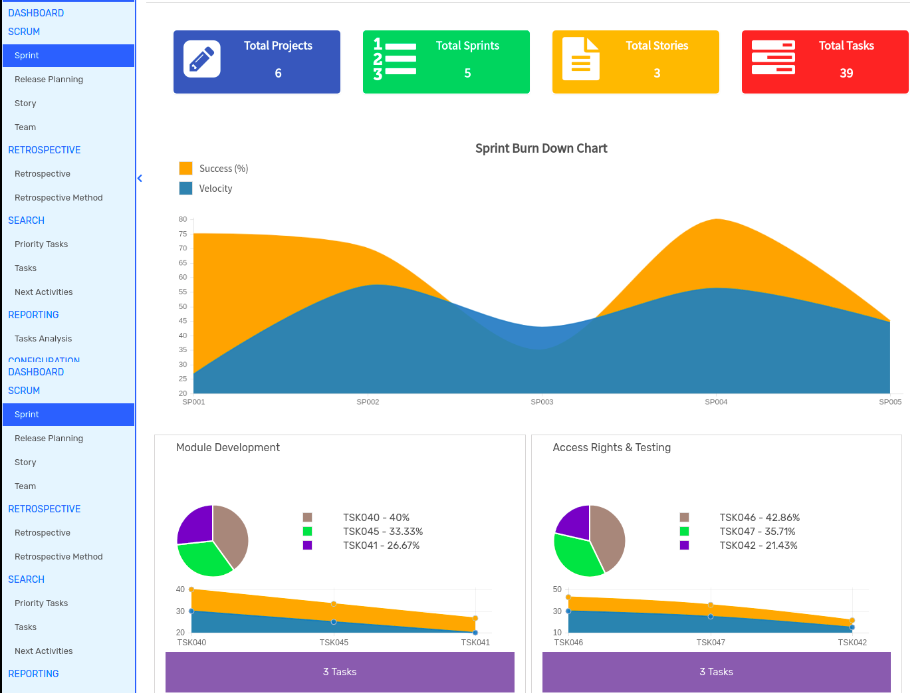 DASHBOARD
SCRUM
Sprint
Release Planning
Story
Team
RETROSPECTIVE
Retrospective
Retrospective Method
SEARCH
Priority Tasks
Tasks
Next Activities
REPORTING
Tasks Analysis
CONFIGURATION
DASHBOARD
SCRUM
Sprint
Release Planning
Story
Team
RETROSPECTIVE
Retrospective
Retrospective Method
SEARCH
Priority Tasks
Tasks
Next Activities
REPORTING
Total Projects
6
1
2
3
Total Sprints
5
Total Stories
3
Total Tasks
39
Sprint Burn Down Chart
Success (%)
Velocity
80
75
70
65
60
55
50
45
40
35
30
25
20
SP001 SP002 SP003 SP004 SP005
Module Development
TSK040 - 40%
TSK045 - 33.33%
TSK041 - 26.67%
40
30
20
TSK040 TSK045 TSK041
3 Tasks
Access Rights & Testing
TSK046 - 42.86%
TSK047 - 35.71%
TSK042 - 21.43%
50
30
10
TSK046 TSK047 TSK042
3 Tasks